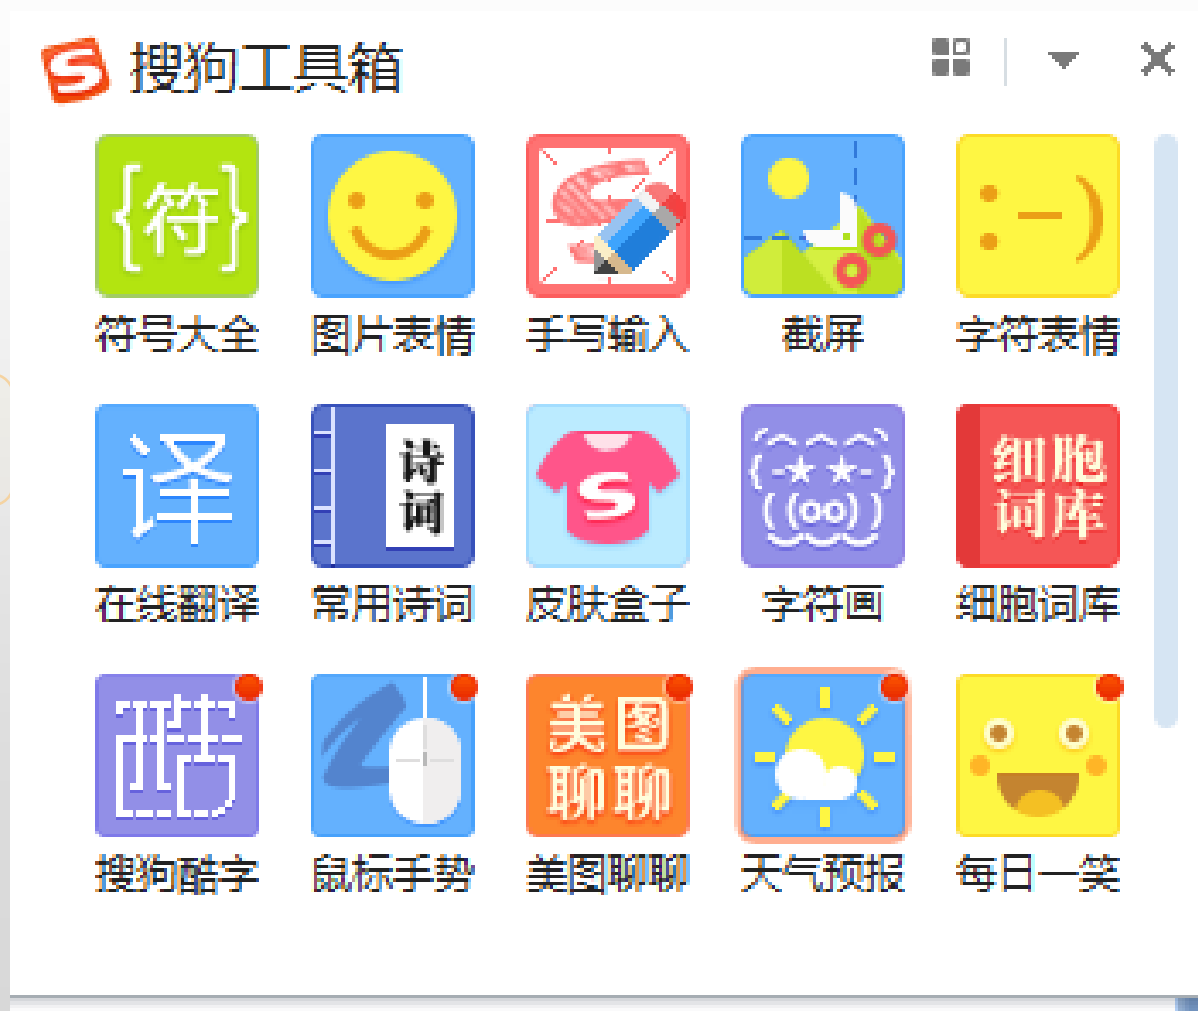 搜狗工具箱
{符}
:-)
符号大全 图片表情 手写输入 截屏 字符表情
译 诗词 S 细胞词库
在线翻译 常用诗词 皮肤盒子 字符画 细胞词库
酷 美图聊聊
搜狗酷字 鼠标手势 美图聊聊 天气预报 每日一笑